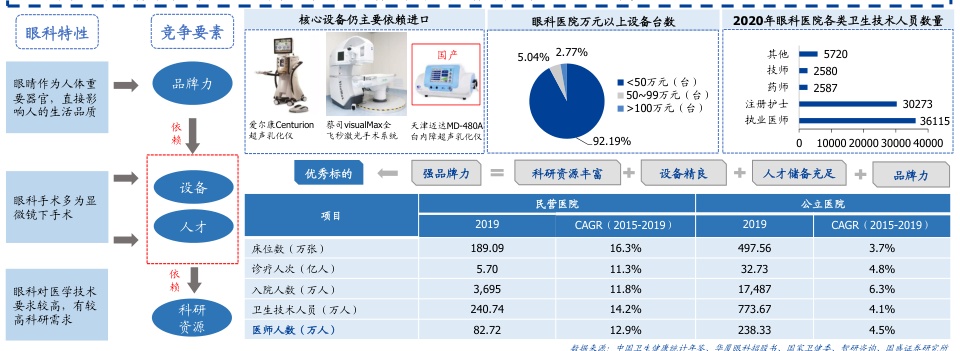 眼科特性
竞争要素
眼睛作为人体重
要器官，直接影
响人的生活品质
品牌力
依
赖
眼科手术多为显
微镜下手术
设备
人才
依
赖
眼科对医学技术
要求较高，有较
高科研需求
科研
资源
核心设备仍主要依赖进口
国产
爱尔康Centurion
超声乳化仪
蔡司visualMax全
飞秒激光手术系统
天津迈达MD-480A
白内障超声乳化仪
眼科医院万元以上设备台数
5.04%
2.77%
92.19%
<50万元（台）
50~99万元（台）
>100万元（台）
2020年眼科医院各类卫生技术人员数量
其他 5720
技师 2580
药师 2587
注册护士 30273
执业医师 36115
0 10000 20000 30000 40000
优秀标的
强品牌力 = 科研资源丰富 + 设备精良 + 人才储备充足 + 品牌力
项目 民营医院 公立医院
2019 CAGR（2015-2019） 2019 CAGR（2015-2019）
床位数（万张） 189.09 16.3% 497.56 3.7%
诊疗人次（亿人） 5.70 11.3% 32.73 4.8%
入院人数（万人） 3,695 11.8% 17,487 6.3%
卫生技术人员（万人） 240.74 14.2% 773.67 4.1%
医师人数（万人） 82.72 12.9% 238.33 4.5%
数据来源：中国卫生健康统计年鉴、华厦眼科招股书、国家卫健委、智研咨询、国盛证券研究所